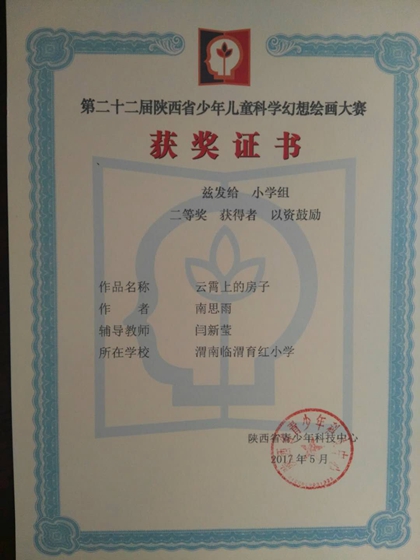 第二十二届陕西省少年儿童科学幻想绘画大赛
获奖证书
兹发给 小学组
二等奖 获得者 以资鼓励
作品名称 云霄上的房子
作者 南思雨
辅导教师 闫新莹
所在学校 渭南临渭育红小学
陕西省青少年科技中心
2017年5月